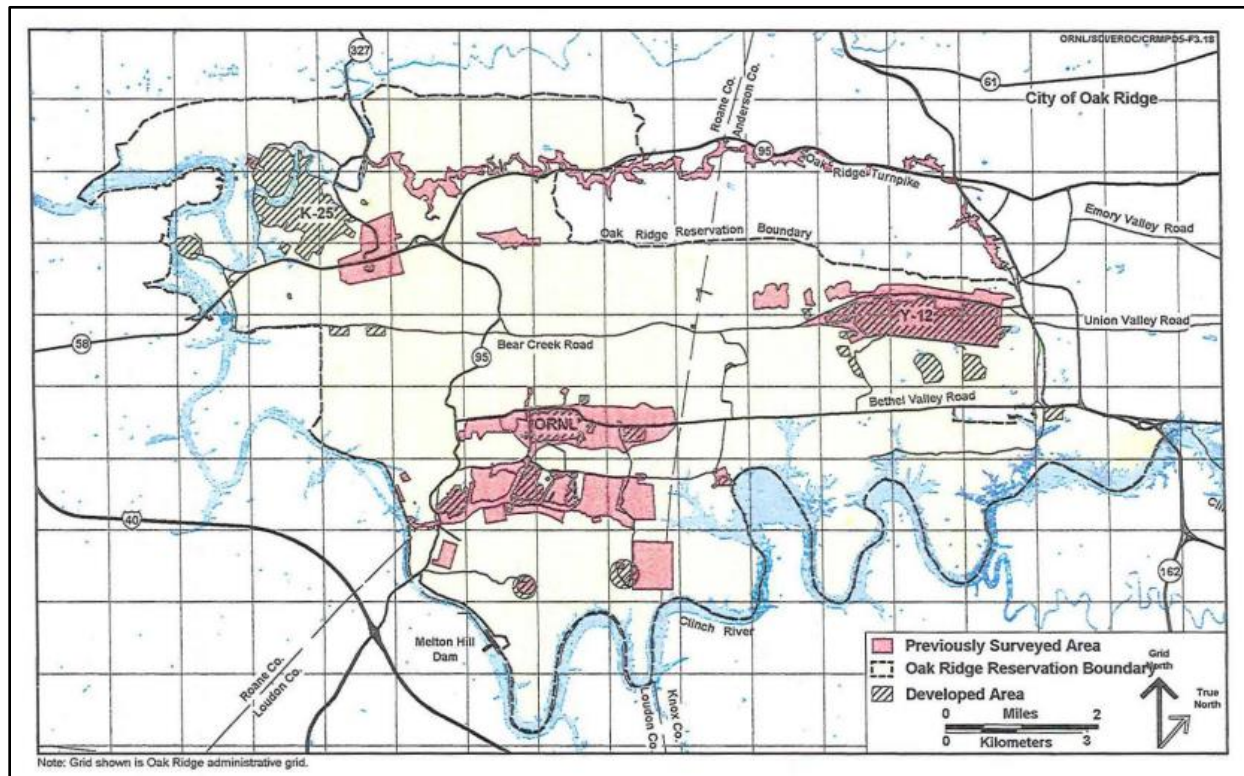 ORNL/SCI/ERDC/CRMPD5-F3.18
327
61
City of Oak Ridge
Roane Co.
Anderson Co.
95
Oak
Ridge Turnpike
K-25
Emory Valley Road
Oak Ridge Reservation Boundary
Y-12
Union Valley Road
58
Bear Creek Road
95
Bethel Valley Road
ORNL
40
162
Clinch River
Melton Hill
Dam
Roane Co.
Loudon Co.
Loudon Co.
Knox Co.
Previously Surveyed Area
Oak Ridge Reservation Boundary
Developed Area
0 Miles 2
0 Kilometers 3
Grid
North
True
North
Note: Grid shown is Oak Ridge administrative grid.